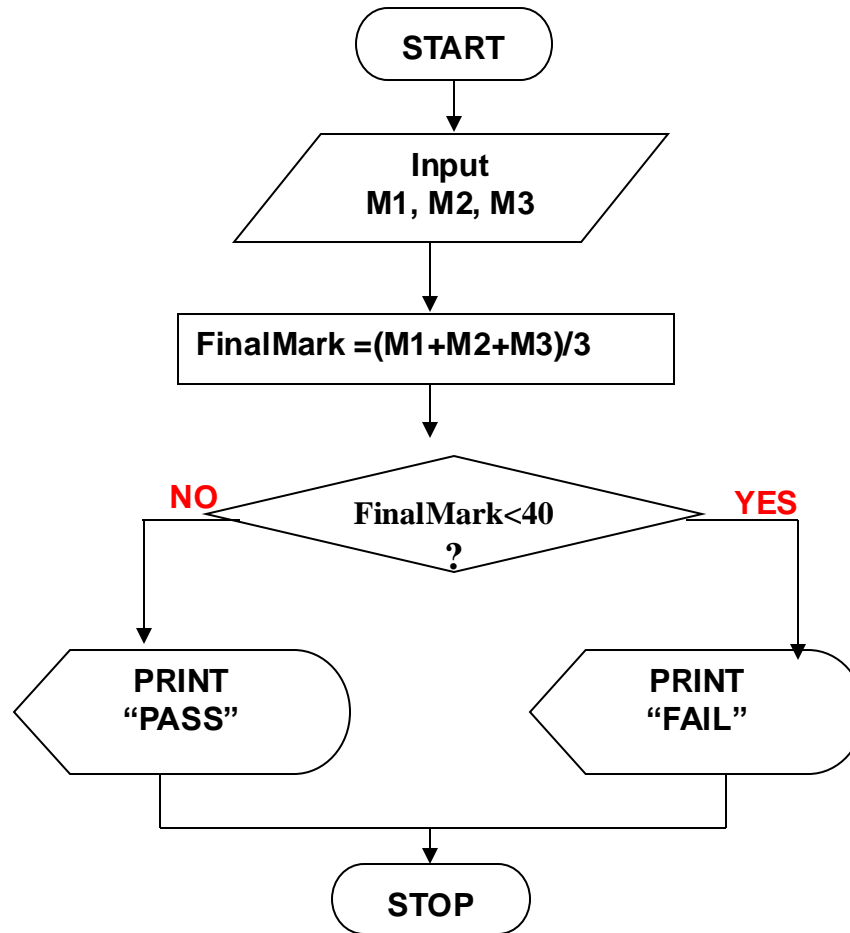 START
Input
M1, M2, M3
FinalMark =(M1+M2+M3)/3
NO
YES
FinalMark<40
?
PRINT
“PASS”
PRINT
“FAIL”
STOP